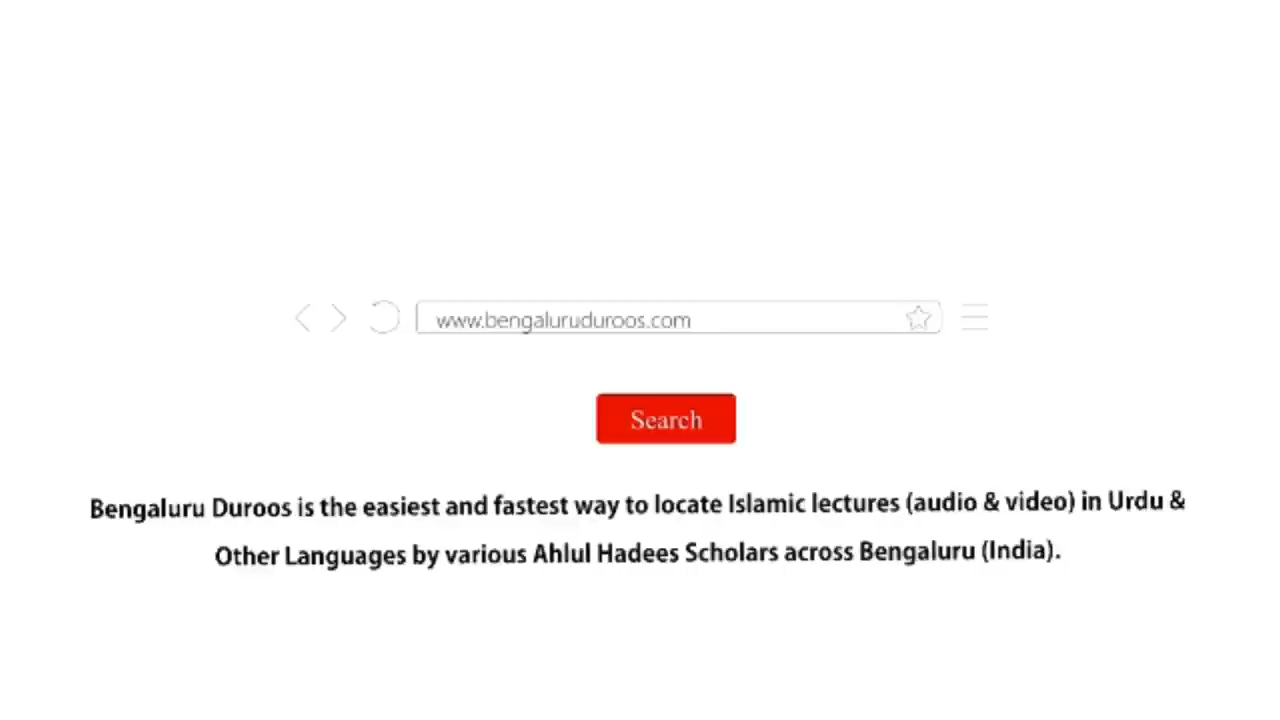 www.bengaluruduroos.com
Search
Bengaluru Duroos is the easiest and fastest way to locate Islamic lectures (audio & video) in Urdu &
Other Languages by various Ahlul Hadees Scholars across Bengaluru (India).